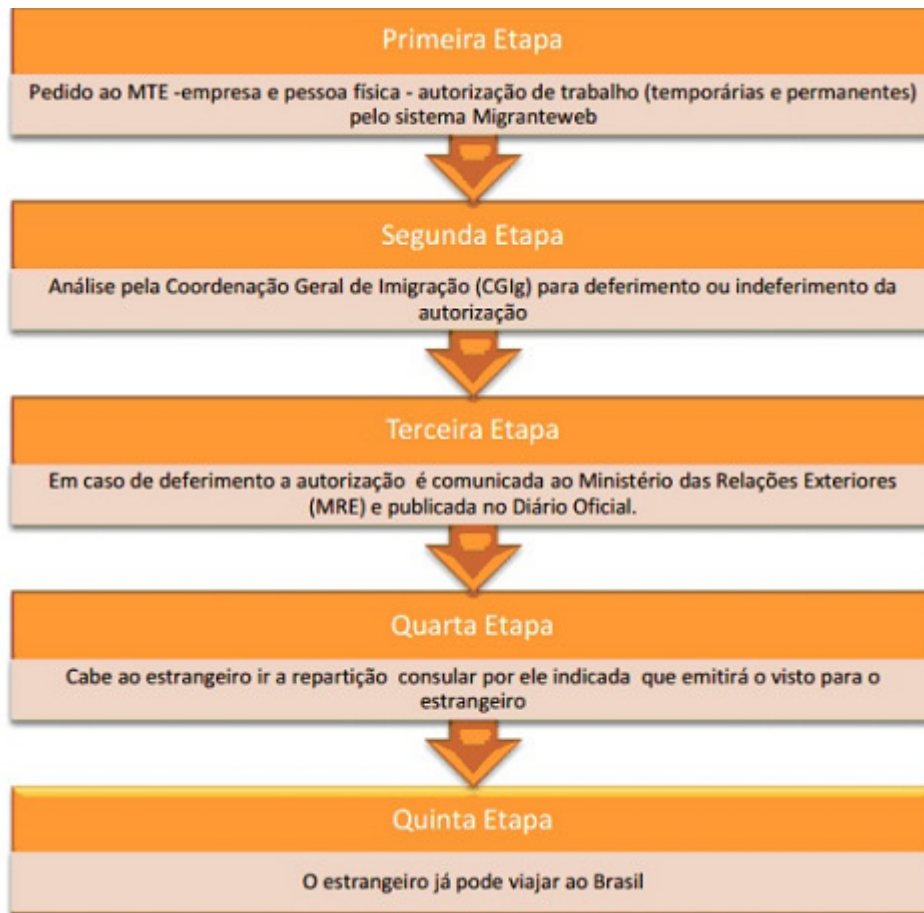 Primeira Etapa
Pedido ao MTE -empresa e pessoa física - autorização de trabalho (temporárias e permanentes)
pelo sistema Migranteweb
Segunda Etapa
Análise pela Coordenação Geral de Imigração (CGIg) para deferimento ou indeferimento da
autorização
Terceira Etapa
Em caso de deferimento a autorização é comunicada ao Ministério das Relações Exteriores
(MRE) e publicada no Diário Oficial.
Quarta Etapa
Cabe ao estrangeiro ir a repartição consular por ele indicada que emitirá o visto para o
estrangeiro
Quinta Etapa
O estrangeiro já pode viajar ao Brasil